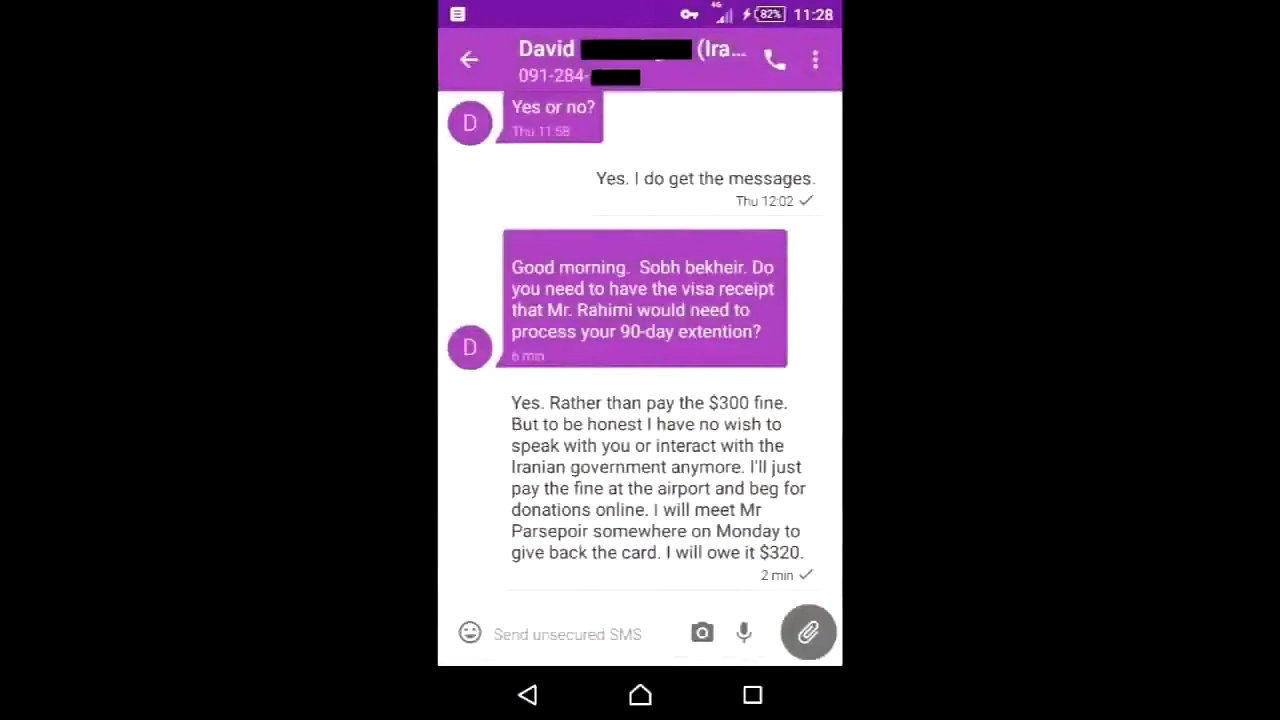 82%
11:28
David (Ira...
091-284-
Yes or no?
D
Thu 11:58
Yes. I do get the messages.
Thu 12:02
Good morning.  Sobh bekheir. Do
you need to have the visa receipt
that Mr. Rahimi would need to
process your 90-day extention?
D
6 min
Yes. Rather than pay the $300 fine.
But to be honest I have no wish to
speak with you or interact with the
Iranian government anymore. I'll just
pay the fine at the airport and beg for
donations online. I will meet Mr
Parsepoir somewhere on Monday to
give back the card. I will owe it $320.
2 min
Send unsecured SMS